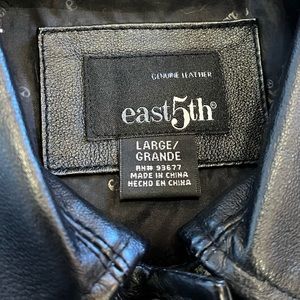 GENUINE LEATHER
east5th®
LARGE/
GRANDE
RN# 93677
MADE IN CHINA
HECHO EN CHINA